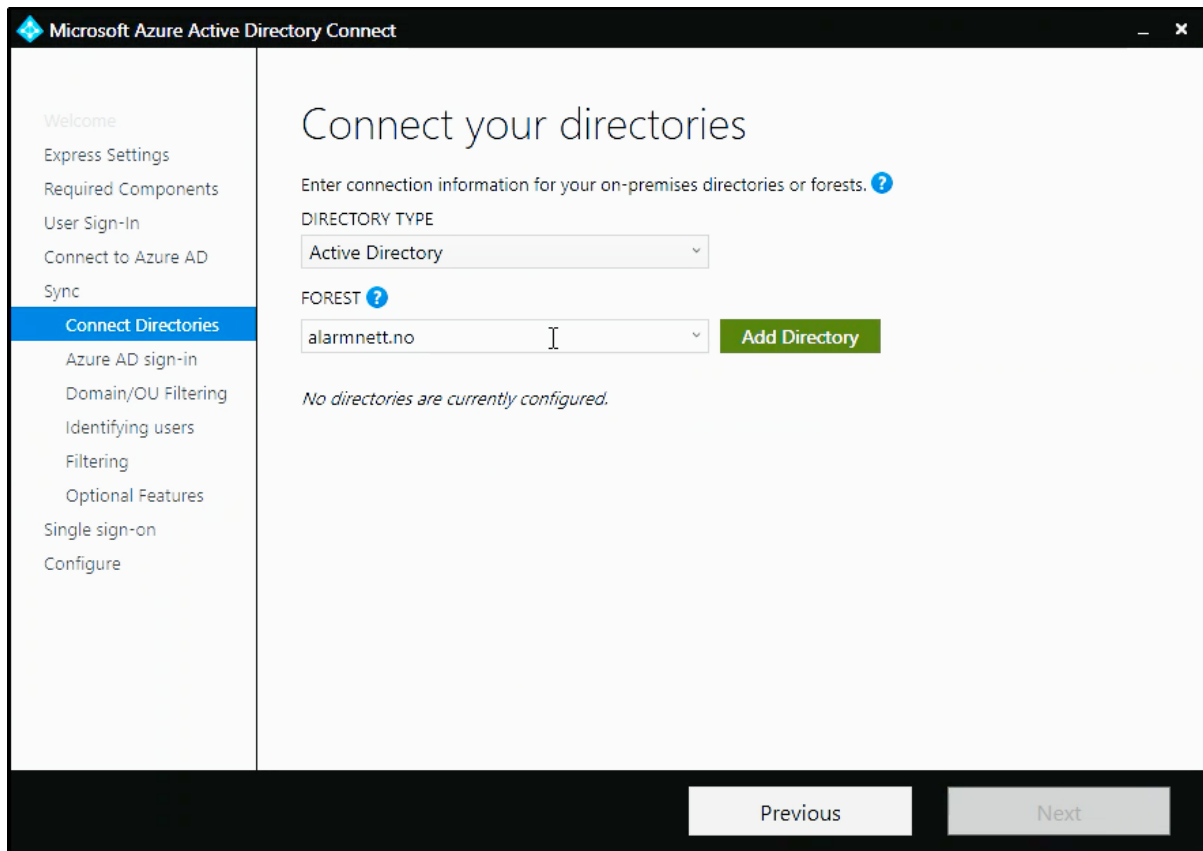 Microsoft Azure Active Directory Connect
Welcome
Express Settings
Required Components
User Sign-In
Connect to Azure AD
Sync
Connect Directories
Azure AD sign-in
Domain/OU Filtering
Identifying users
Filtering
Optional Features
Single sign-on
Configure
Connect your directories
Enter connection information for your on-premises directories or forests. ?
DIRECTORY TYPE
Active Directory
FOREST ?
alarmnett.no
Add Directory
No directories are currently configured.
Previous
Next